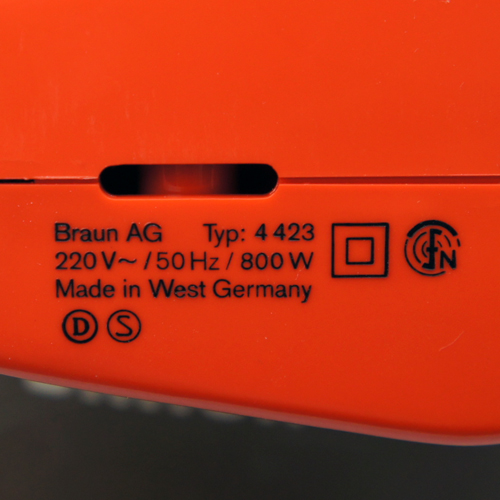 Braun AG Typ: 4 423
220 V~ / 50 Hz / 800 W
Made in West Germany
D S